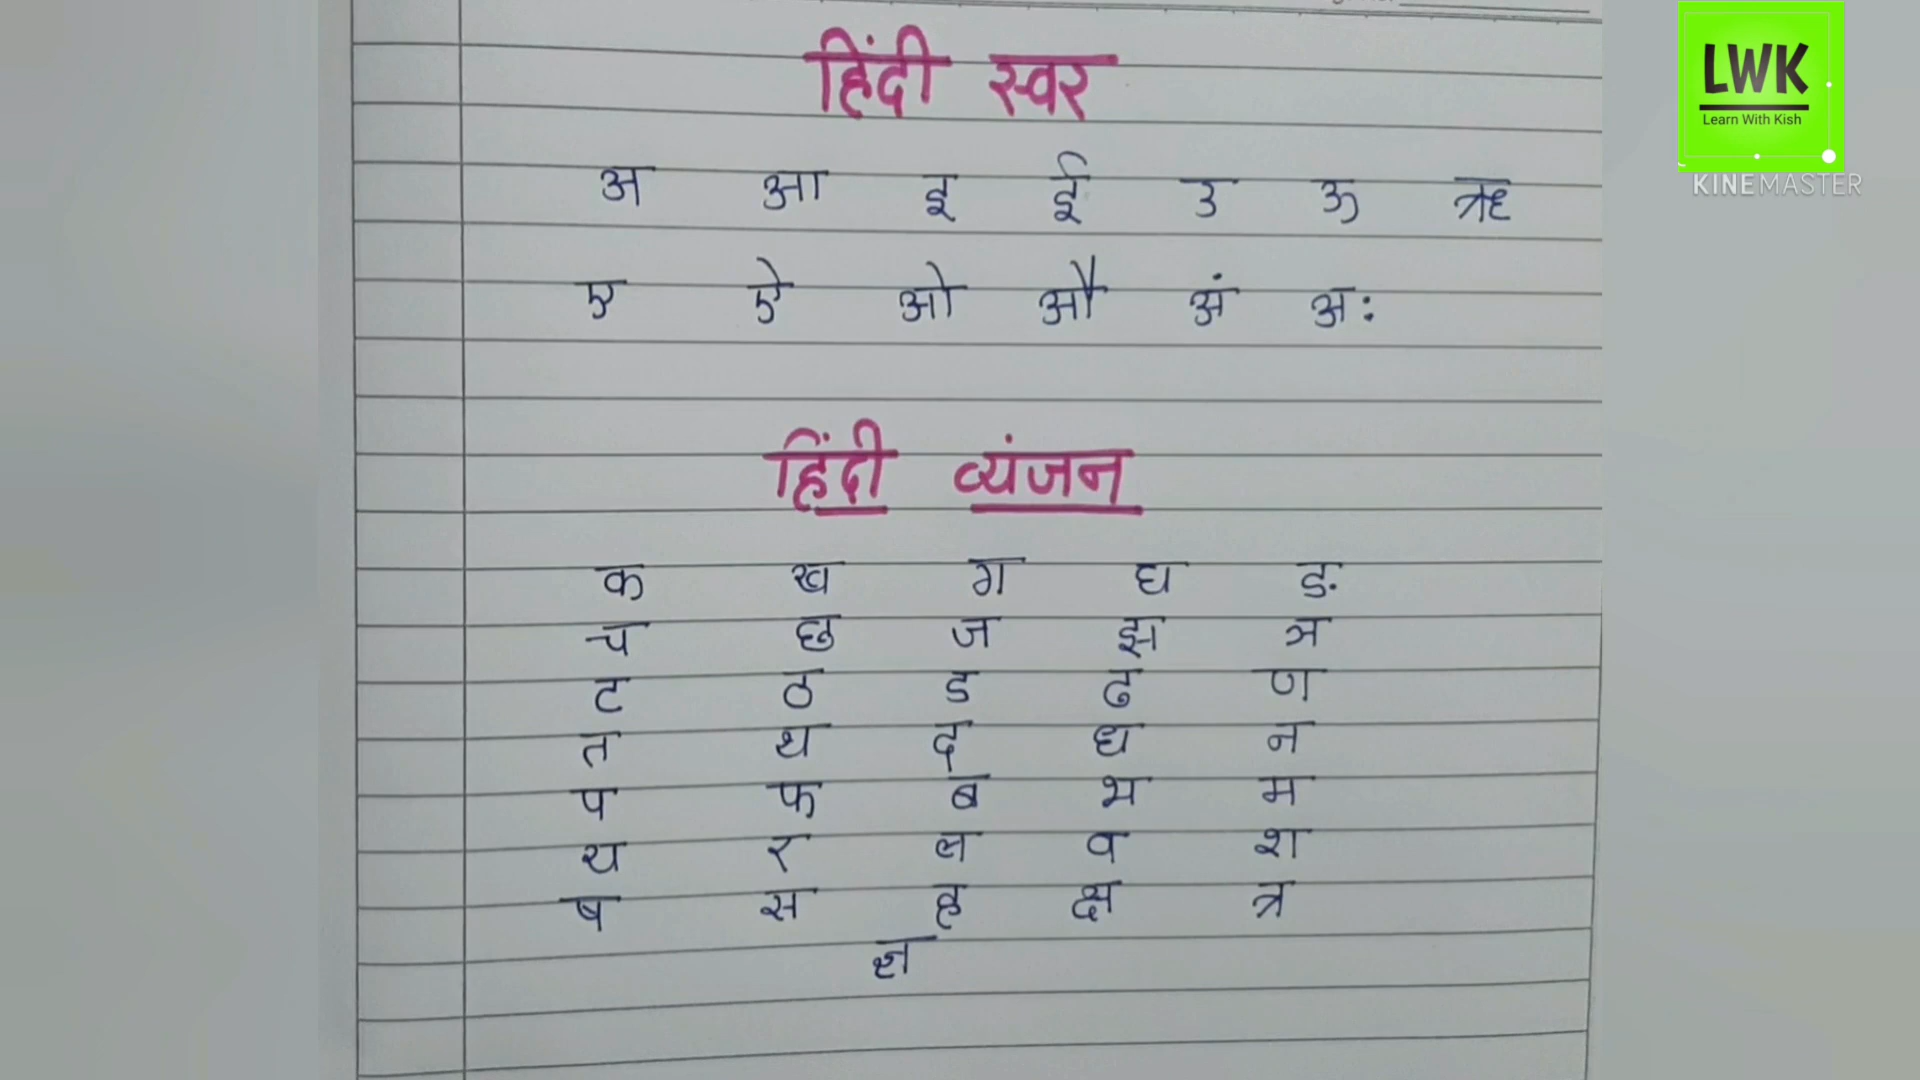 हिंदी स्वर
अ आ इ ई उ ऊ ऋ
ए ऐ ओ औ अं अः
हिंदी व्यंजन
क ख ग घ ङ
च छ ज झ ञ
ट ठ ड ढ ण
त थ द ध न
प फ ब भ म
य र ल व श
ष स ह क्ष त्र
ज्ञ
LWK
Learn With Kish
KINEMASTER